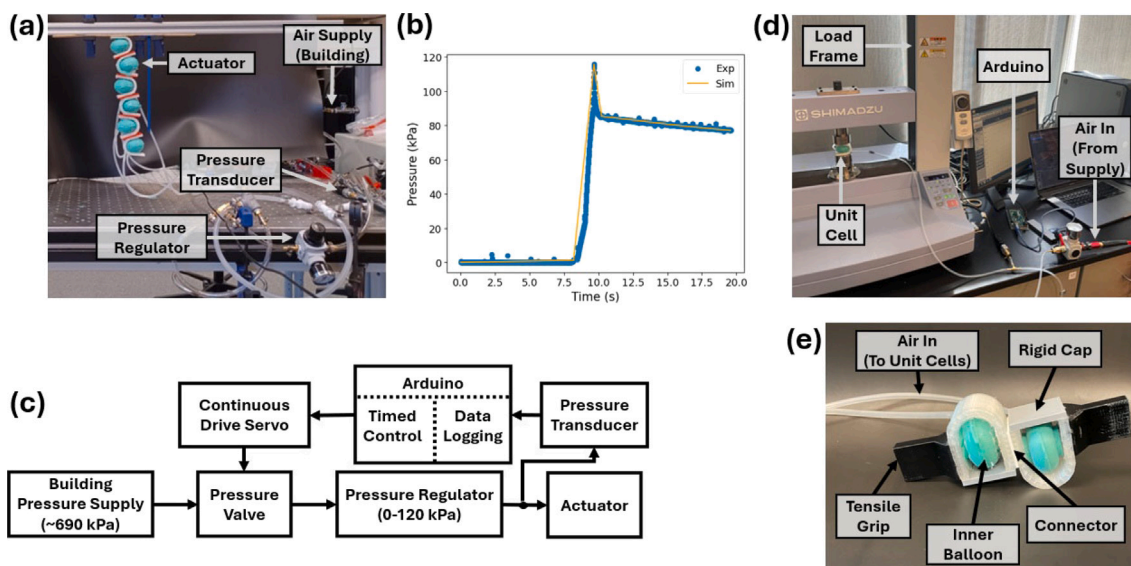 (a)
Actuator
Air Supply
(Building)
Pressure
Transducer
Pressure
Regulator
(b)
120
100
80
60
40
20
0
Pressure (kPa)
0.0 2.5 5.0 7.5 10.0 12.5 15.0 17.5 20.0
Time (s)
Exp
Sim
(d)
Load
Frame
Arduino
SHIMADZU
Air In
(From
Supply)
Unit
Cell
(c)
Arduino
Timed
Control
Data
Logging
Continuous
Drive Servo
Pressure
Transducer
Building
Pressure Supply
(~690 kPa)
Pressure
Valve
Pressure Regulator
(0-120 kPa)
Actuator
(e)
Air In
(To Unit Cells)
Rigid Cap
Tensile
Grip
Inner
Balloon
Connector